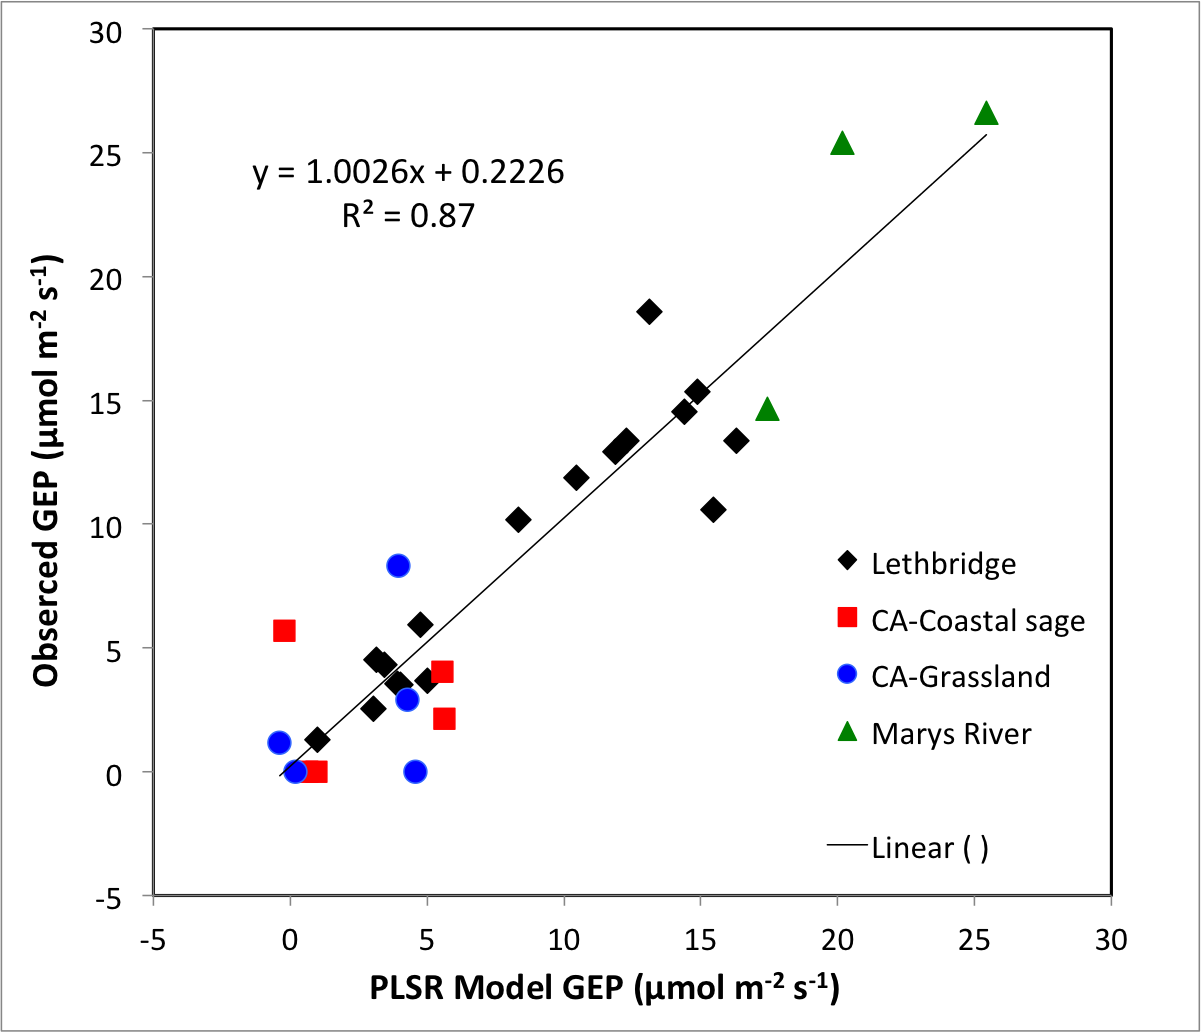 30
25
20
15
10
5
0
-5
y = 1.0026x + 0.2226
R² = 0.87
Lethbridge
CA-Coastal sage
CA-Grassland
Marys River
Linear ( )
-5 0 5 10 15 20 25 30
PLSR Model GEP (μmol m⁻² s⁻¹)
Obserced GEP (μmol m⁻² s⁻¹)